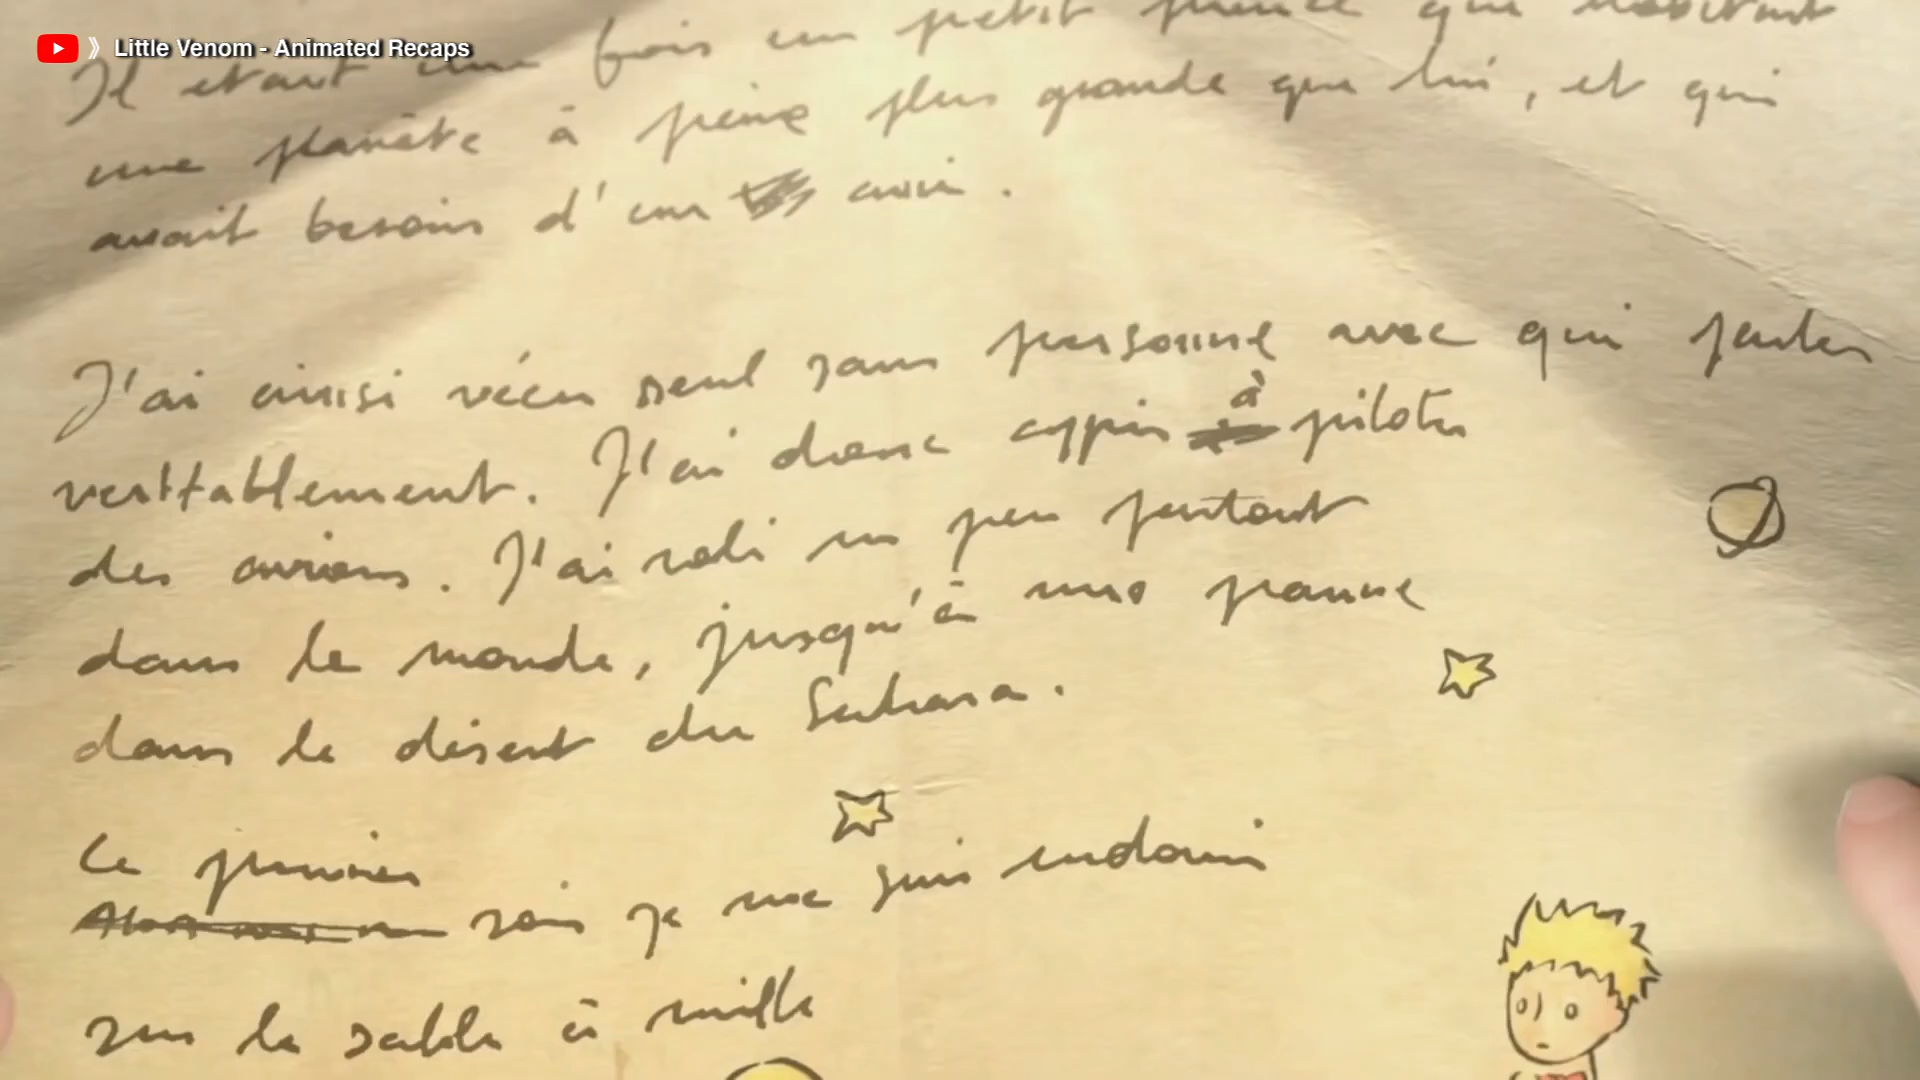 Little Venom - Animated Recaps
Il etait une fois un petit prince qui habitait
une planète à peine plus grande que lui, et qui
avait besoin d'un ami.
J'ai ainsi vécu seul sans personne avec qui parler
veritablement. J'ai donc appris à piloter
des avions. J'ai volé un peu partout
dans le monde, jusqu'à une panne
dans le désert du Sahara.
Le premier
soir je me suis endormi
sur le sable à mille